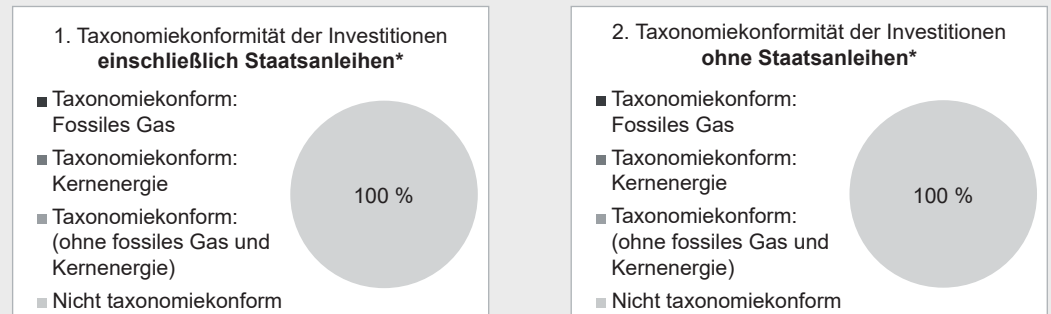 1. Taxonomiekonformität der Investitionen
einschließlich Staatsanleihen*
Taxonomiekonform:
Fossiles Gas
Taxonomiekonform:
Kernenergie
Taxonomiekonform:
(ohne fossiles Gas und
Kernenergie)
Nicht taxonomiekonform
100 %
2. Taxonomiekonformität der Investitionen
ohne Staatsanleihen*
Taxonomiekonform:
Fossiles Gas
Taxonomiekonform:
Kernenergie
Taxonomiekonform:
(ohne fossiles Gas und
Kernenergie)
Nicht taxonomiekonform
100 %